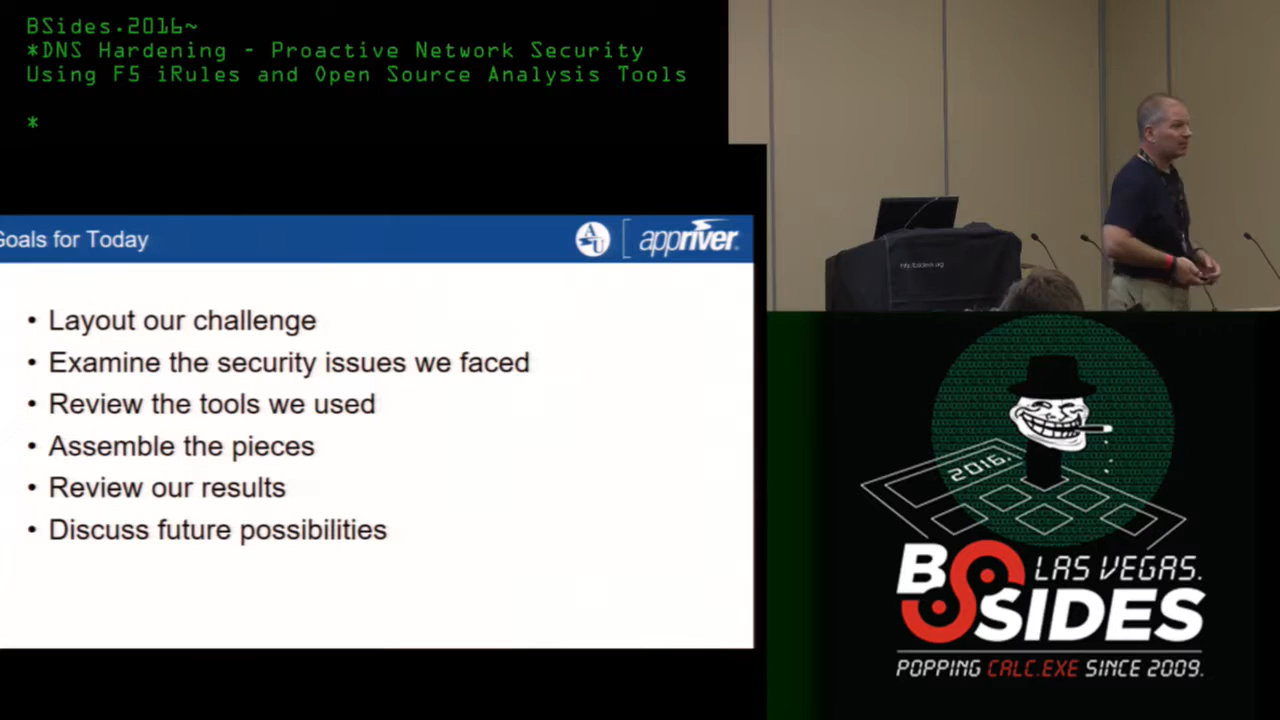 BSides.2016~
*DNS Hardening - Proactive Network Security
Using F5 iRules and Open Source Analysis Tools
*
Goals for Today
AU
appriver
• Layout our challenge
• Examine the security issues we faced
• Review the tools we used
• Assemble the pieces
• Review our results
• Discuss future possibilities
2016.
BSIDES
LAS VEGAS.
POPPING CALC.EXE SINCE 2009.